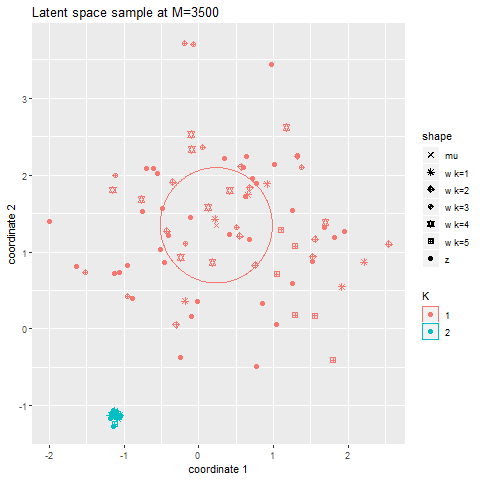 Latent space sample at M=3500
coordinate 2
3
2
1
0
-1
-2
-1
0
1
2
coordinate 1
shape
mu
w k=1
w k=2
w k=3
w k=4
w k=5
z
K
1
2